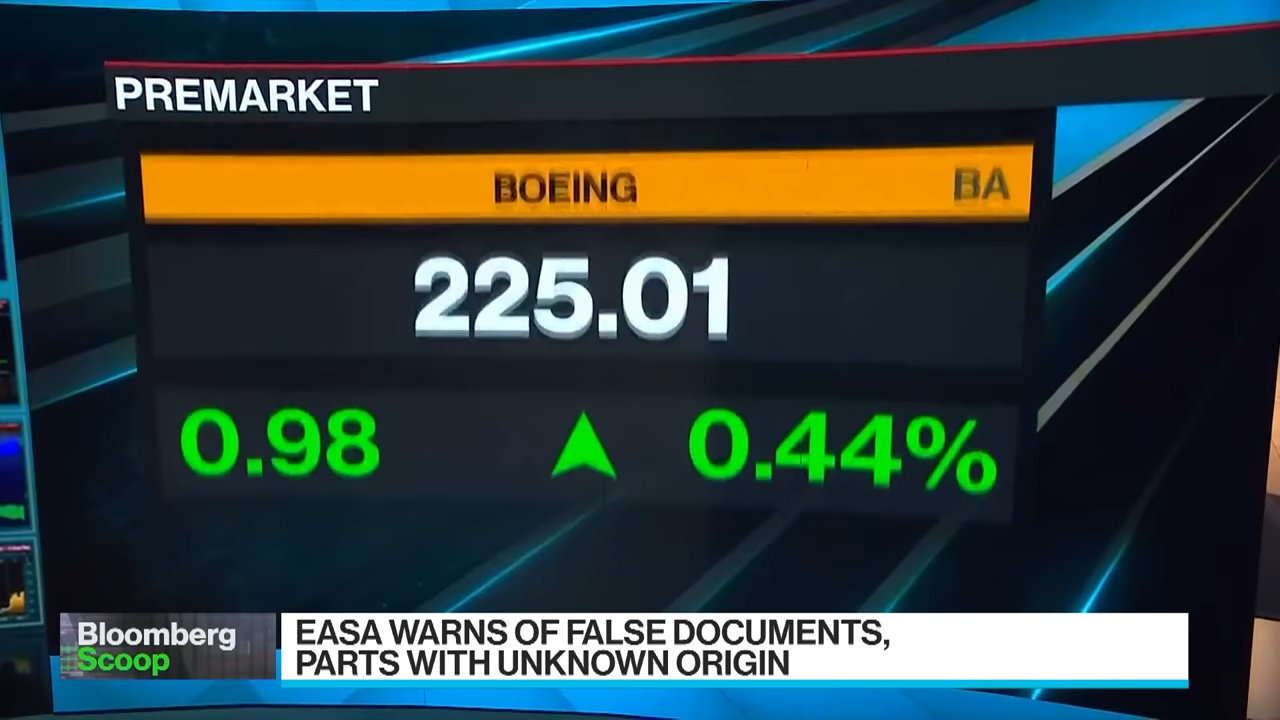 PREMARKET
BOEING BA
225.01
0.98 ▲ 0.44%
Bloomberg
Scoop
EASA WARNS OF FALSE DOCUMENTS,
PARTS WITH UNKNOWN ORIGIN